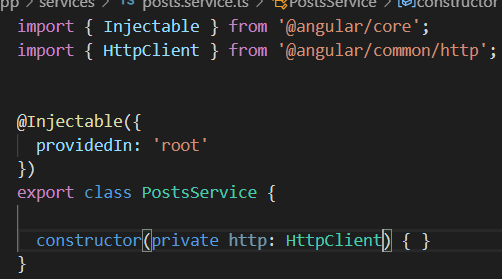 pp > services > posts.service.ts > PostsService > constructor
import { Injectable } from '@angular/core';
import { HttpClient } from '@angular/common/http';
@Injectable({
  providedIn: 'root'
})
export class PostsService {
  constructor(private http: HttpClient) { }
}